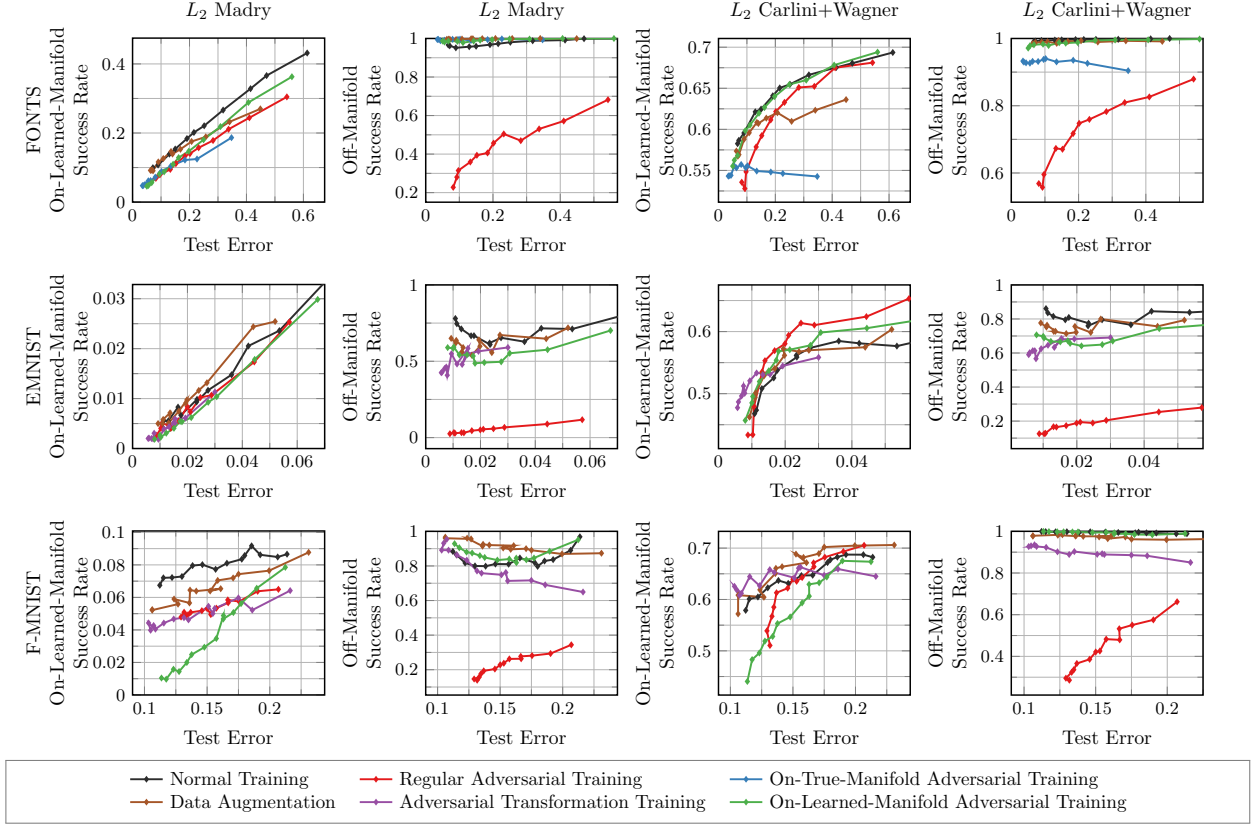 L2 Madry
L2 Madry
L2 Carlini+Wagner
L2 Carlini+Wagner
FONTS
On-Learned-Manifold
Success Rate
0.4
0.2
0
0 0.2 0.4 0.6
Test Error
Off-Manifold
Success Rate
1
0.8
0.6
0.4
0.2
0 0.2 0.4
Test Error
On-Learned-Manifold
Success Rate
0.7
0.65
0.6
0.55
0 0.2 0.4 0.6
Test Error
Off-Manifold
Success Rate
1
0.8
0.6
0 0.2 0.4
Test Error
EMNIST
On-Learned-Manifold
Success Rate
0.03
0.02
0.01
0
0 0.02 0.04 0.06
Test Error
Off-Manifold
Success Rate
1
0.5
0
0 0.02 0.04 0.06
Test Error
On-Learned-Manifold
Success Rate
0.6
0.5
0 0.02 0.04
Test Error
Off-Manifold
Success Rate
1
0.8
0.6
0.4
0.2
0.02 0.04
Test Error
F-MNIST
On-Learned-Manifold
Success Rate
0.1
0.08
0.06
0.04
0.02
0
0.1 0.15 0.2
Test Error
Off-Manifold
Success Rate
1
0.8
0.6
0.4
0.2
0.1 0.15 0.2
Test Error
On-Learned-Manifold
Success Rate
0.7
0.6
0.5
0.1 0.15 0.2
Test Error
Off-Manifold
Success Rate
1
0.8
0.6
0.4
0.1 0.15 0.2
Test Error
Normal Training
Regular Adversarial Training
On-True-Manifold Adversarial Training
Data Augmentation
Adversarial Transformation Training
On-Learned-Manifold Adversarial Training